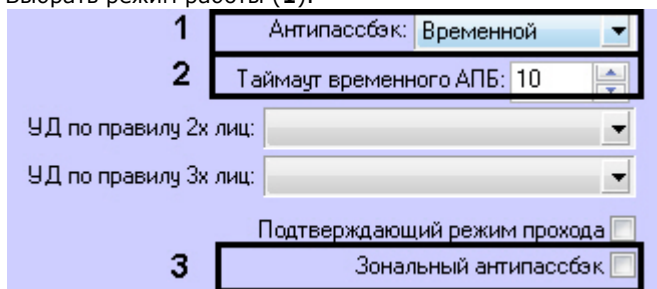 Выбрать режим работы (1).
1 Антипассбэк: Временной
2 Таймаут временного АПБ: 10
УД по правилу 2х лиц:
УД по правилу 3х лиц:
Подтверждающий режим прохода
3 Зональный антипассбэк